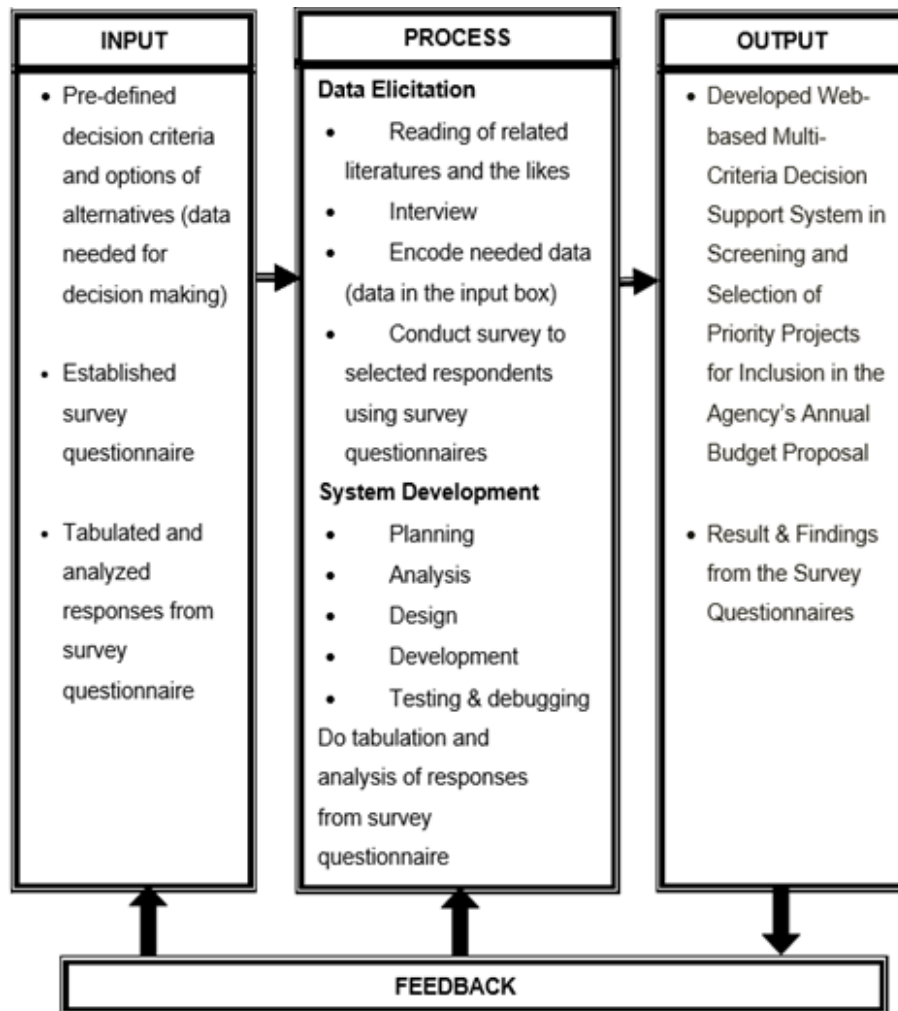 INPUT
• Pre-defined
decision criteria
and options of
alternatives (data
needed for
decision making)
• Established
survey
questionnaire
• Tabulated and
analyzed
responses from
survey
questionnaire
PROCESS
Data Elicitation
• Reading of related
literatures and the likes
• Interview
• Encode needed data
(data in the input box)
• Conduct survey to
selected respondents
using survey
questionnaires
System Development
• Planning
• Analysis
• Design
• Development
• Testing & debugging
Do tabulation and
analysis of responses
from survey
questionnaire
OUTPUT
• Developed Web-
based Multi-
Criteria Decision
Support System in
Screening and
Selection of
Priority Projects
for Inclusion in the
Agency's Annual
Budget Proposal
• Result & Findings
from the Survey
Questionnaires
FEEDBACK